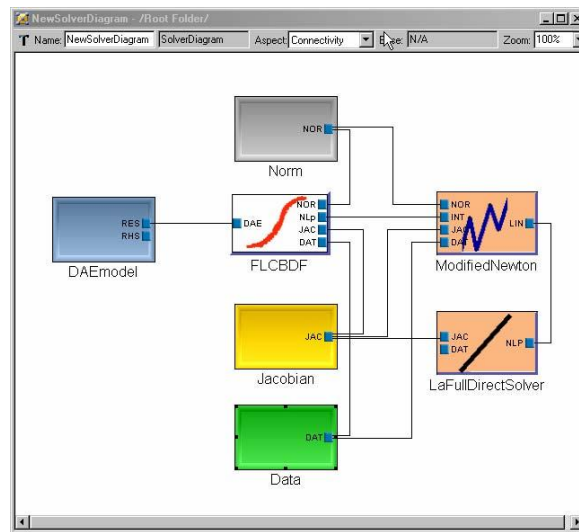 NewSolverDiagram - /Root Folder/
Name: NewSolverDiagram SolverDiagram Aspect: Connectivity N/A Zoom: 100%
NOR
Norm
RES
RHS
DAEmodel
DAE
NOR
NLp
JAC
DAT
FLCBDF
NOR
INT
JAC
DAT
LIN
ModifiedNewton
JAC
Jacobian
JAC
DAT
NLP
LaFullDirectSolver
DAT
Data